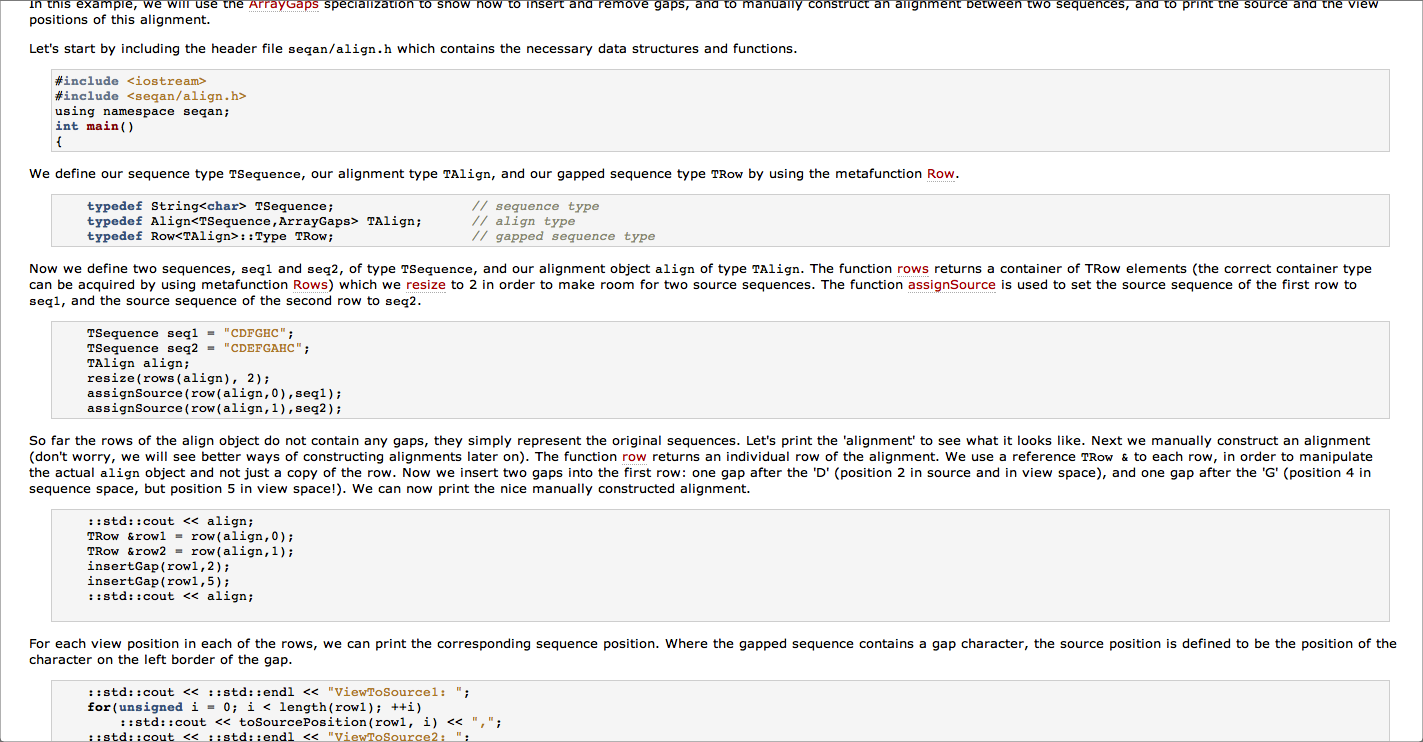 In this example, we will use the ArrayGaps specialization to show how to insert and remove gaps, and to manually construct an alignment between two sequences, and to print the source and the view
positions of this alignment.
Let's start by including the header file seqan/align.h which contains the necessary data structures and functions.
#include <iostream>
#include <seqan/align.h>
using namespace seqan;
int main()
{
We define our sequence type TSequence, our alignment type TAlign, and our gapped sequence type TRow by using the metafunction Row.
typedef String<char> TSequence; // sequence type
typedef Align<TSequence,ArrayGaps> TAlign; // align type
typedef Row<TAlign>::Type TRow; // gapped sequence type
Now we define two sequences, seq1 and seq2, of type TSequence, and our alignment object align of type TAlign. The function rows returns a container of TRow elements (the correct container type
can be acquired by using metafunction Rows) which we resize to 2 in order to make room for two source sequences. The function assignSource is used to set the source sequence of the first row to
seq1, and the source sequence of the second row to seq2.
TSequence seq1 = "CDFGHC";
TSequence seq2 = "CDEFGAHC";
TAlign align;
resize(rows(align), 2);
assignSource(row(align,0),seq1);
assignSource(row(align,1),seq2);
So far the rows of the align object do not contain any gaps, they simply represent the original sequences. Let's print the 'alignment' to see what it looks like. Next we manually construct an alignment
(don't worry, we will see better ways of constructing alignments later on). The function row returns an individual row of the alignment. We use a reference TRow & to each row, in order to manipulate
the actual align object and not just a copy of the row. Now we insert two gaps into the first row: one gap after the 'D' (position 2 in source and in view space), and one gap after the 'G' (position 4 in
sequence space, but position 5 in view space!). We can now print the nice manually constructed alignment.
::std::cout << align;
TRow &row1 = row(align,0);
TRow &row2 = row(align,1);
insertGap(row1,2);
insertGap(row1,5);
::std::cout << align;
For each view position in each of the rows, we can print the corresponding sequence position. Where the gapped sequence contains a gap character, the source position is defined to be the position of the
character on the left border of the gap.
::std::cout << ::std::endl << "ViewToSource1: ";
for(unsigned i = 0; i < length(row1); ++i)
::std::cout << toSourcePosition(row1, i) << ",";
::std::cout << ::std::endl << "ViewToSource2: ";